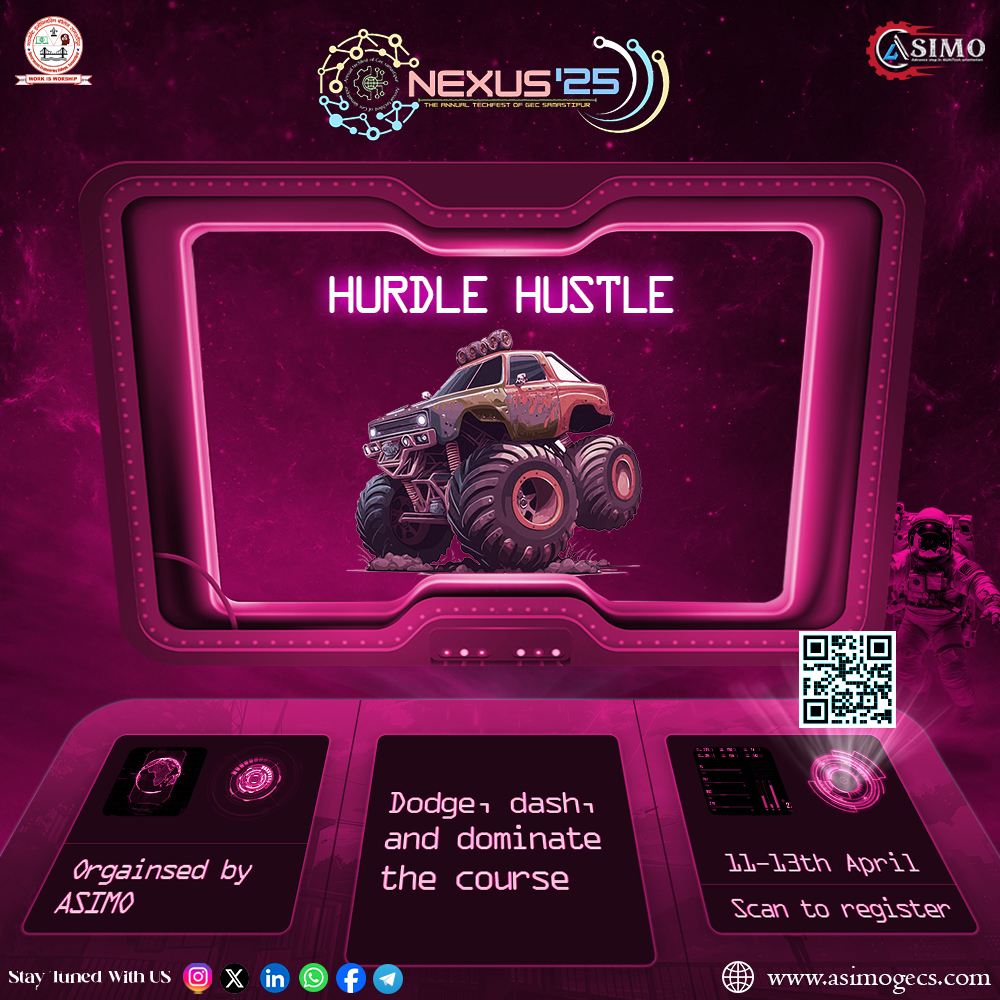 WORK IS WORSHIP
NEXUS'25
THE ANNUAL TECHFEST OF GEC SAMASTIPUR
ASIMO
HURDLE HUSTLE
Orgainsed by
ASIMO
Dodge, dash,
and dominate
the course
11-13th April
Scan to register
Stay Tuned With US
www.asimogecs.com